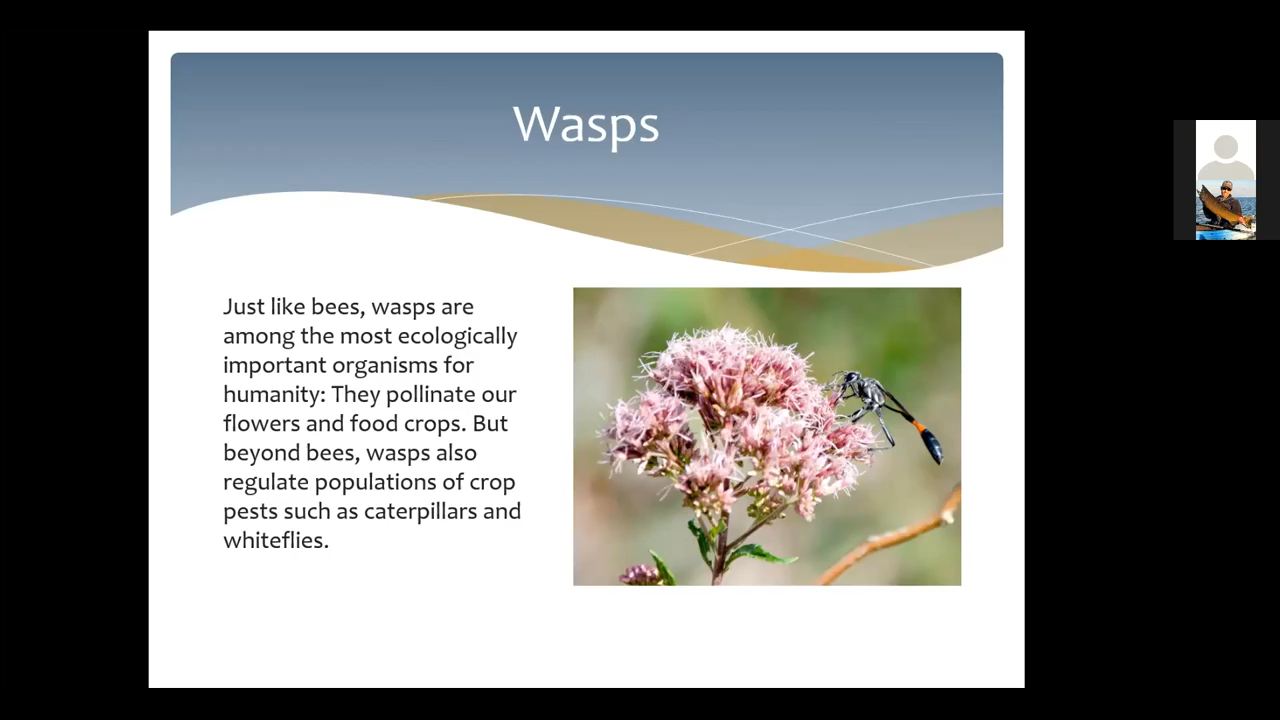 Wasps
Just like bees, wasps are
among the most ecologically
important organisms for
humanity: They pollinate our
flowers and food crops. But
beyond bees, wasps also
regulate populations of crop
pests such as caterpillars and
whiteflies.